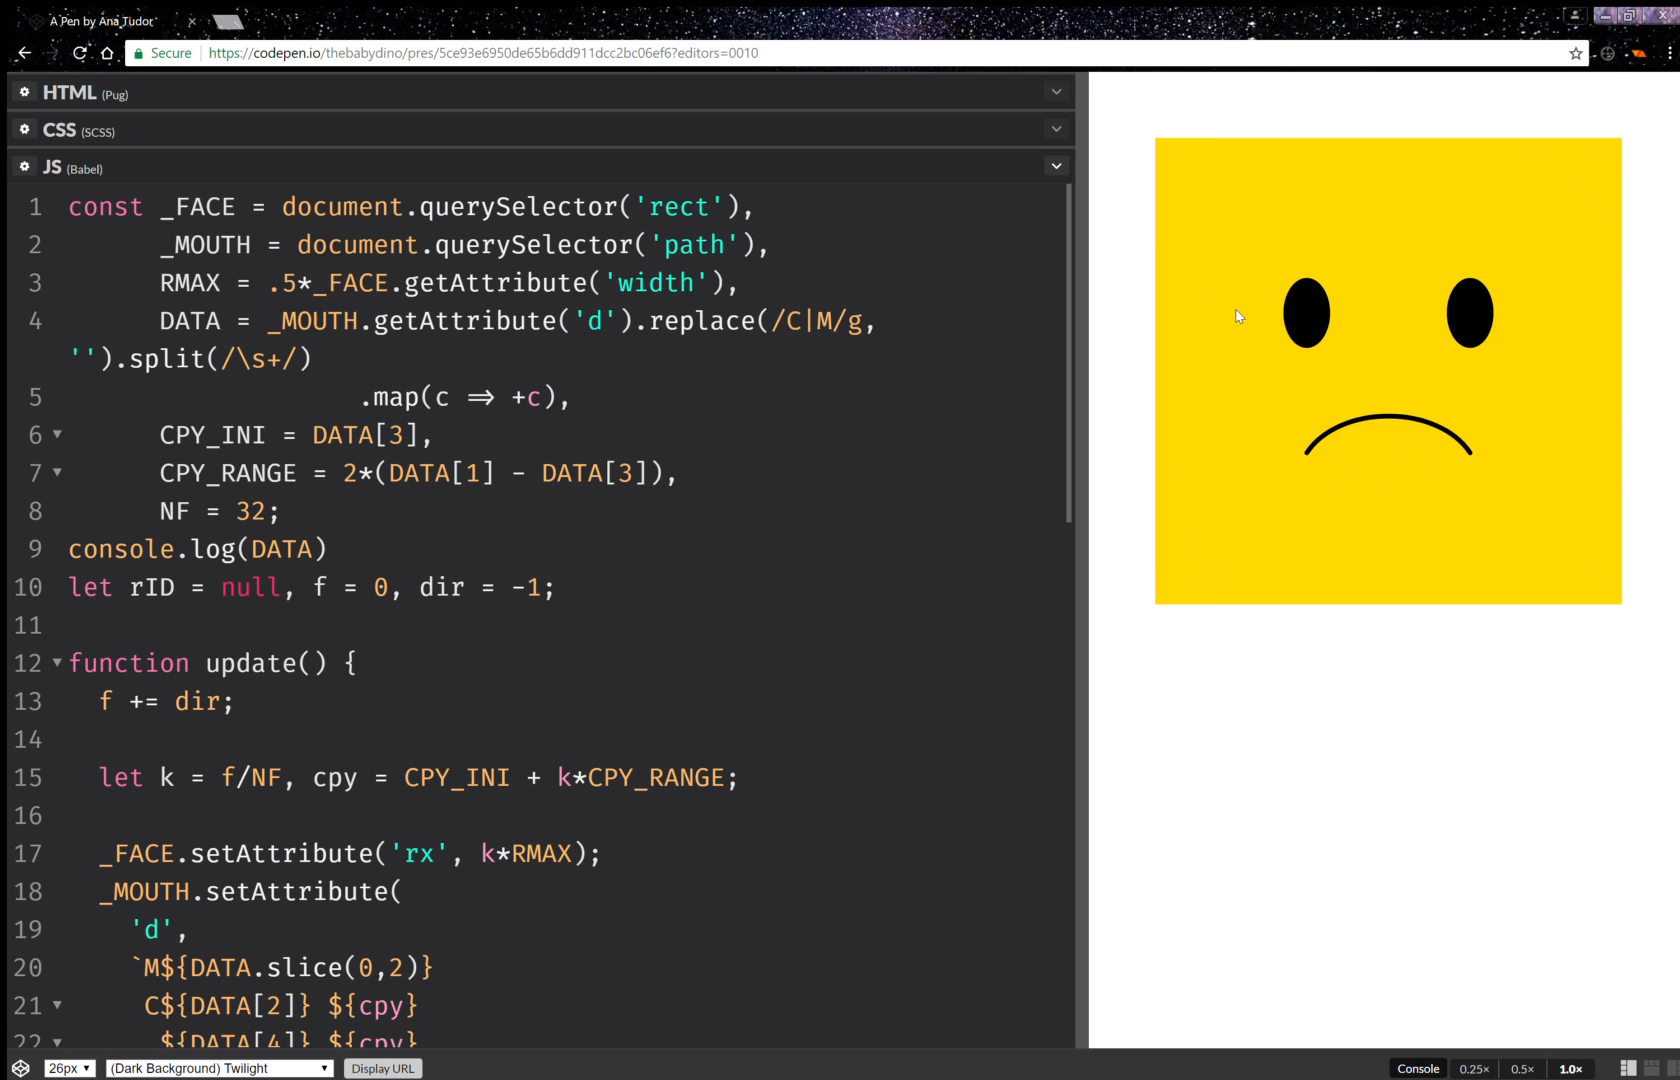 A Pen by Ana Tudor
Secure https://codepen.io/thebabydino/pres/5ce93e6950de65b6dd911dcc2bc06ef6?editors=0010
HTML (Pug)
CSS (SCSS)
JS (Babel)
1 const _FACE = document.querySelector('rect'),
2 _MOUTH = document.querySelector('path'),
3 RMAX = .5*_FACE.getAttribute('width'),
4 DATA = _MOUTH.getAttribute('d').replace(/C|M/g,
'').split(/\s+/)
5 .map(c ⇒ +c),
6 CPY_INI = DATA[3],
7 CPY_RANGE = 2*(DATA[1] - DATA[3]),
8 NF = 32;
9 console.log(DATA)
10 let rID = null, f = 0, dir = -1;
11
12 function update() {
13 f += dir;
14
15 let k = f/NF, cpy = CPY_INI + k*CPY_RANGE;
16
17 _FACE.setAttribute('rx', k*RMAX);
18 _MOUTH.setAttribute(
19 'd',
20 `M${DATA.slice(0,2)}
21 C${DATA[2]} ${cpy}
22 ${DATA[4]} ${cpy}
26px (Dark Background) Twilight Display URL Console 0.25× 0.5× 1.0×